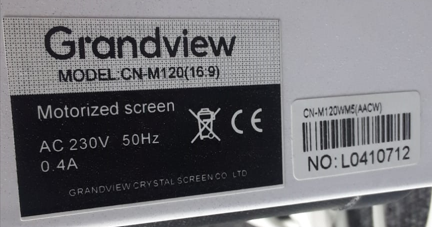 Grandview
MODEL:CN-M120(16:9)
Motorized screen
AC 230V 50Hz
0.4A
CE
GRANDVIEW CRYSTAL SCREEN CO. LTD
CN-M120WM5(AACW)
NO: L0410712